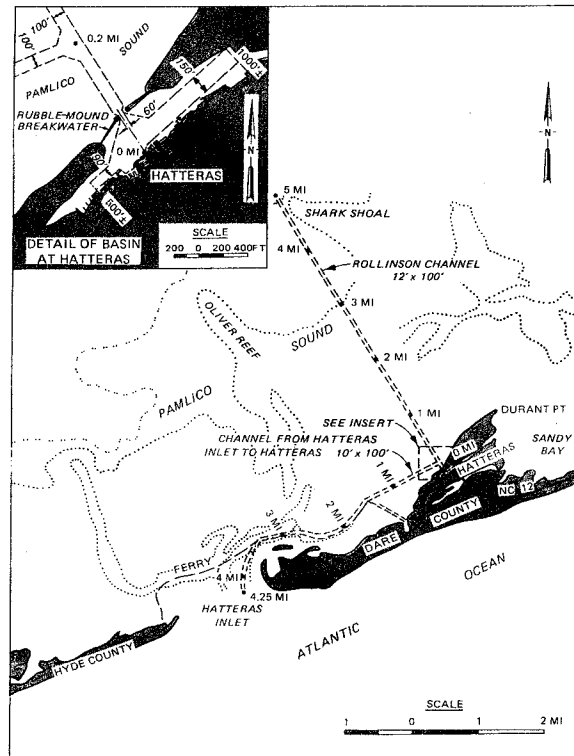 100'
100'
0.2 MI
SOUND
PAMLICO
RUBBLE-MOUND
BREAKWATER
60'
150'
1000'±
0 MI
HATTERAS
600'±
N
DETAIL OF BASIN
AT HATTERAS
SCALE
200 0 200 400FT
N
5 MI
SHARK SHOAL
4 MI
ROLLINSON CHANNEL
12' x 100'
3 MI
OLIVER REEF
SOUND
2 MI
PAMLICO
1 MI
DURANT PT
SEE INSERT
CHANNEL FROM HATTERAS
INLET TO HATTERAS 10' x 100'
SANDY
BAY
0 MI
HATTERAS
NC 12
1 MI
2 MI
3 MI
DARE COUNTY
FERRY
4 MI
4.25 MI
OCEAN
HATTERAS
INLET
ATLANTIC
HYDE COUNTY
SCALE
1 0 1 2 MI